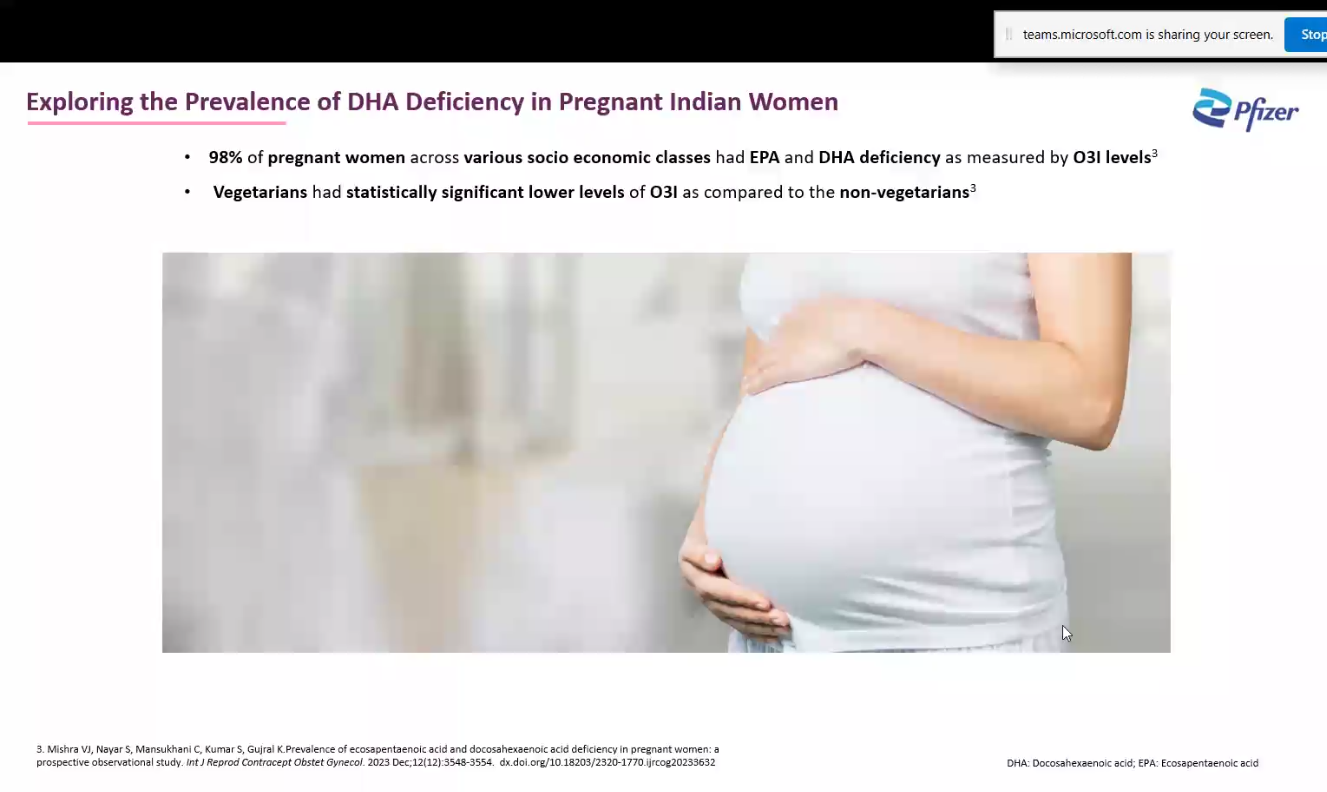 teams.microsoft.com is sharing your screen.
Stop
Exploring the Prevalence of DHA Deficiency in Pregnant Indian Women
Pfizer
• 98% of pregnant women across various socio economic classes had EPA and DHA deficiency as measured by O3I levels3
• Vegetarians had statistically significant lower levels of O3I as compared to the non-vegetarians3
3. Mishra VJ, Nayar S, Mansukhani C, Kumar S, Gujral K.Prevalence of ecosapentaenoic acid and docosahexaenoic acid deficiency in pregnant women: a
prospective observational study. Int J Reprod Contracept Obstet Gynecol. 2023 Dec;12(12):3548-3554. dx.doi.org/10.18203/2320-1770.ijrcog20233632
DHA: Docosahexaenoic acid; EPA: Ecosapentaenoic acid